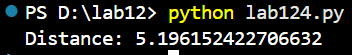 PS D:\lab12> python lab124.py
Distance: 5.196152422706632